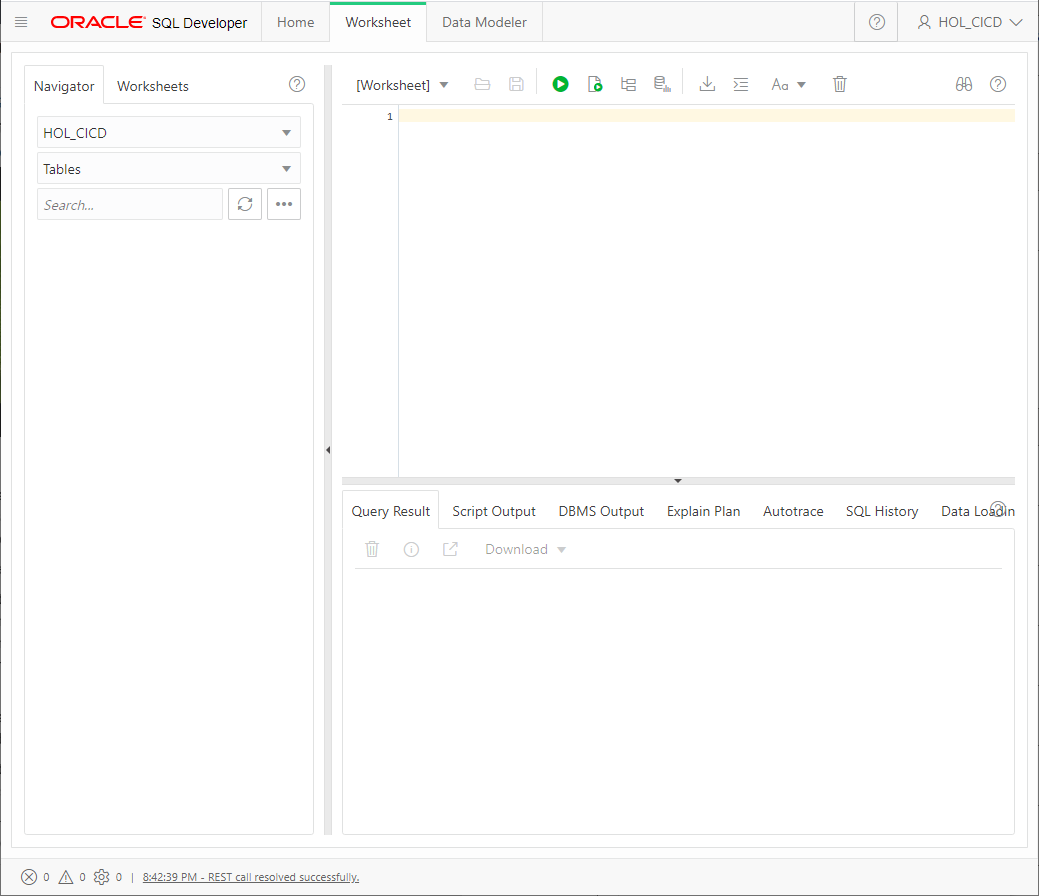 ORACLE SQL Developer Home Worksheet Data Modeler HOL_CICD
Navigator Worksheets
HOL_CICD
Tables
Search...
[Worksheet] Aa
1
Query Result Script Output DBMS Output Explain Plan Autotrace SQL History Data Loadin
Download
0 0 0 | 8:42:39 PM - REST call resolved successfully.